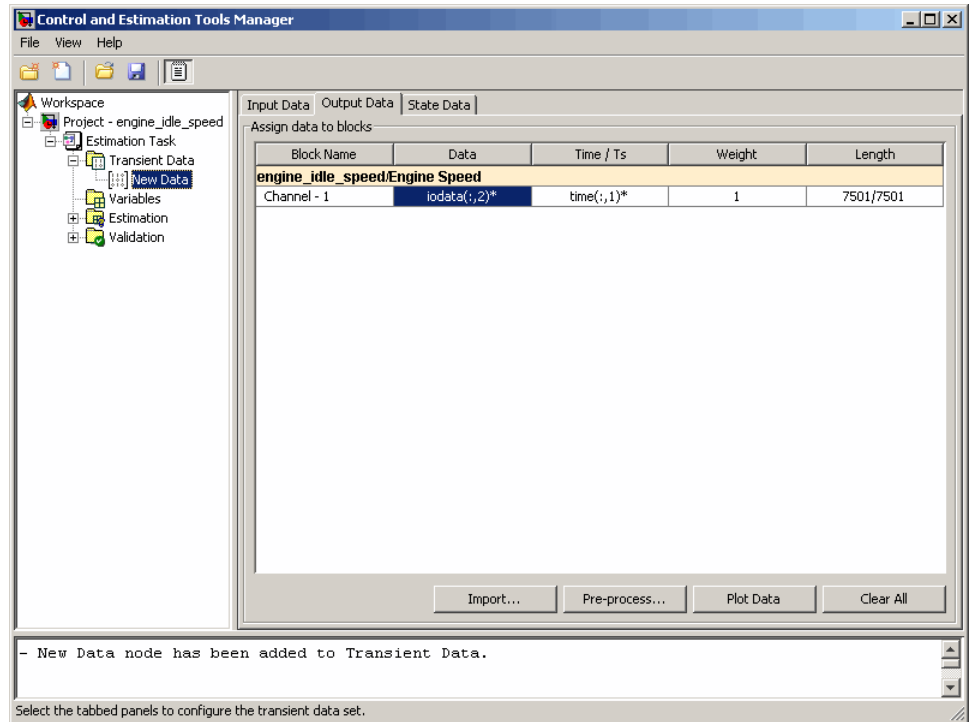 Control and Estimation Tools Manager
File View Help
Workspace
Project - engine_idle_speed
Estimation Task
Transient Data
New Data
Variables
Estimation
Validation
Input Data Output Data State Data
Assign data to blocks
Block Name Data Time / Ts Weight Length
engine_idle_speed/Engine Speed
Channel - 1 iodata(:,2)* time(:,1)* 1 7501/7501
Import... Pre-process... Plot Data Clear All
- New Data node has been added to Transient Data.
Select the tabbed panels to configure the transient data set.